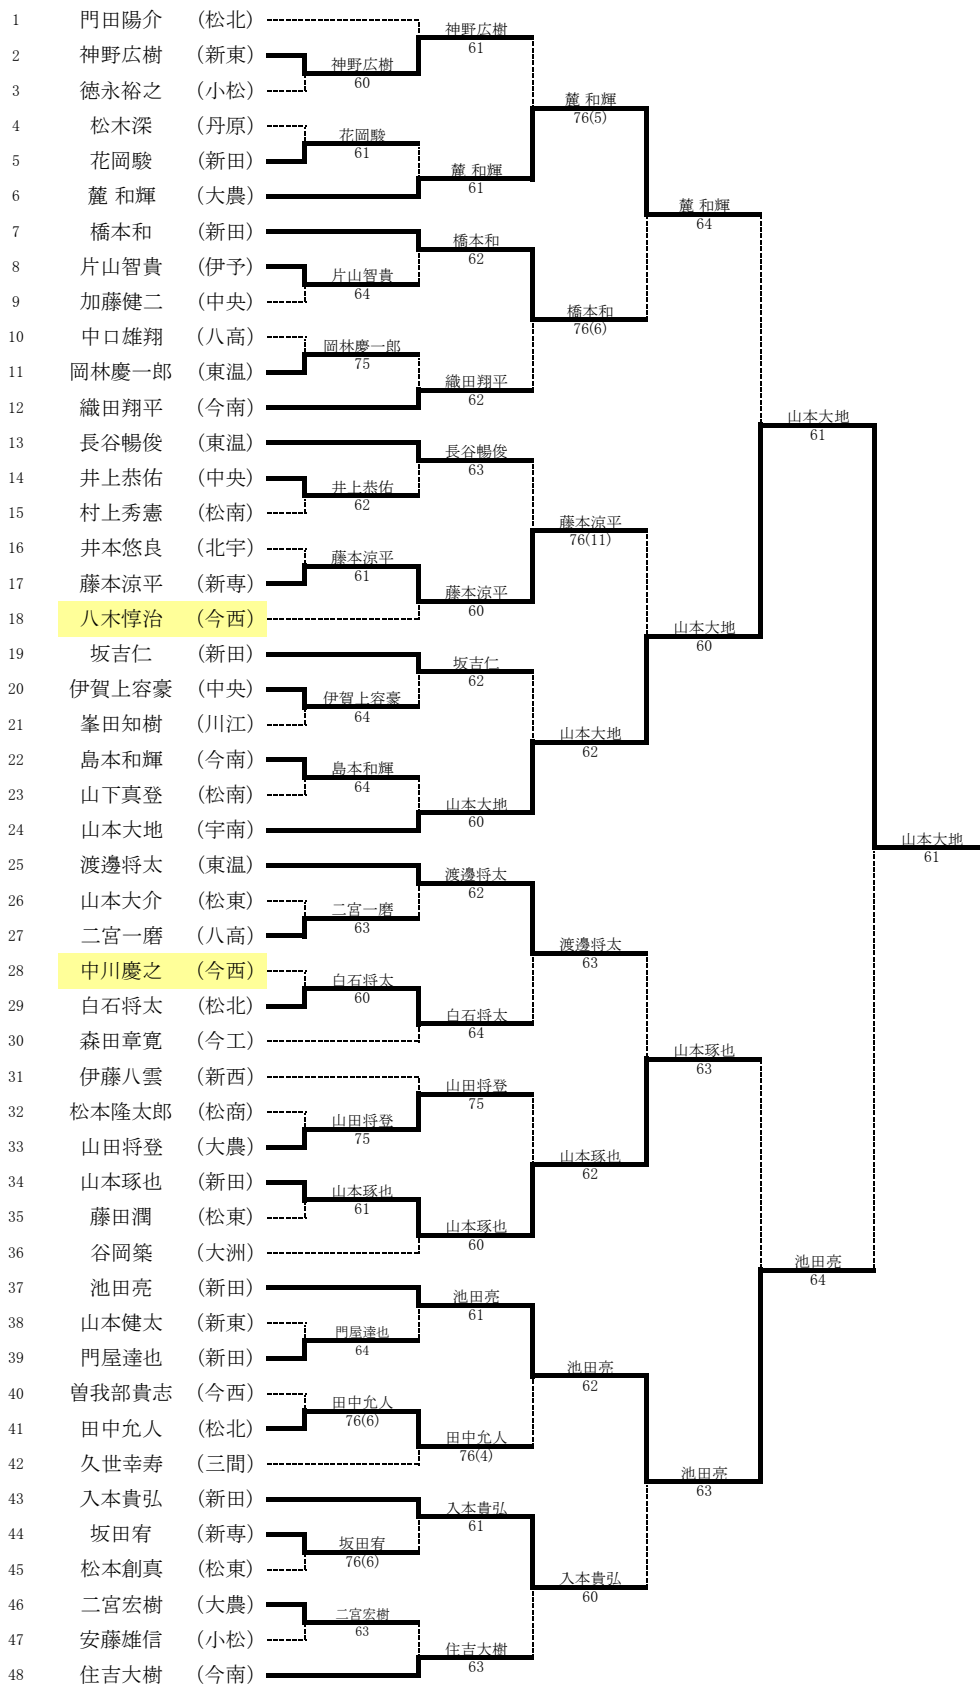 1 門田陽介 (松北)
神野広樹
61
2 神野広樹 (新東)
神野広樹
60
3 徳永裕之 (小松)
麓 和輝
76(5)
4 松木深 (丹原)
花岡駿
61
5 花岡駿 (新田)
麓 和輝
61
6 麓 和輝 (大農)
麓 和輝
64
7 橋本和 (新田)
橋本和
62
8 片山智貴 (伊予)
片山智貴
64
9 加藤健二 (中央)
橋本和
76(6)
10 中口雄翔 (八高)
岡林慶一郎
75
11 岡林慶一郎 (東温)
織田翔平
62
12 織田翔平 (今南)
山本大地
61
13 長谷暢俊 (東温)
長谷暢俊
63
14 井上恭佑 (中央)
井上恭佑
62
15 村上秀憲 (松南)
藤本涼平
76(11)
16 井本悠良 (北宇)
藤本涼平
61
17 藤本涼平 (新専)
藤本涼平
60
18 八木惇治 (今西)
山本大地
60
19 坂吉仁 (新田)
坂吉仁
62
20 伊賀上容豪 (中央)
伊賀上容豪
64
21 峯田知樹 (川江)
山本大地
62
22 島本和輝 (今南)
島本和輝
64
23 山下真登 (松南)
山本大地
60
24 山本大地 (宇南)
山本大地
61
25 渡邊将太 (東温)
渡邊将太
62
26 山本大介 (松東)
二宮一磨
63
27 二宮一磨 (八高)
渡邊将太
63
28 中川慶之 (今西)
白石将太
60
29 白石将太 (松北)
白石将太
64
30 森田章寛 (今工)
山本琢也
63
31 伊藤八雲 (新西)
山田将登
75
32 松本隆太郎 (松商)
山田将登
75
33 山田将登 (大農)
山本琢也
62
34 山本琢也 (新田)
山本琢也
61
35 藤田潤 (松東)
山本琢也
60
36 谷岡築 (大洲)
池田亮
64
37 池田亮 (新田)
池田亮
61
38 山本健太 (新東)
門屋達也
64
39 門屋達也 (新田)
池田亮
62
40 曽我部貴志 (今西)
田中允人
76(6)
41 田中允人 (松北)
田中允人
76(4)
42 久世幸寿 (三間)
池田亮
63
43 入本貴弘 (新田)
入本貴弘
61
44 坂田宥 (新専)
坂田宥
76(6)
45 松本創真 (松東)
入本貴弘
60
46 二宮宏樹 (大農)
二宮宏樹
63
47 安藤雄信 (小松)
住吉大樹
63
48 住吉大樹 (今南)